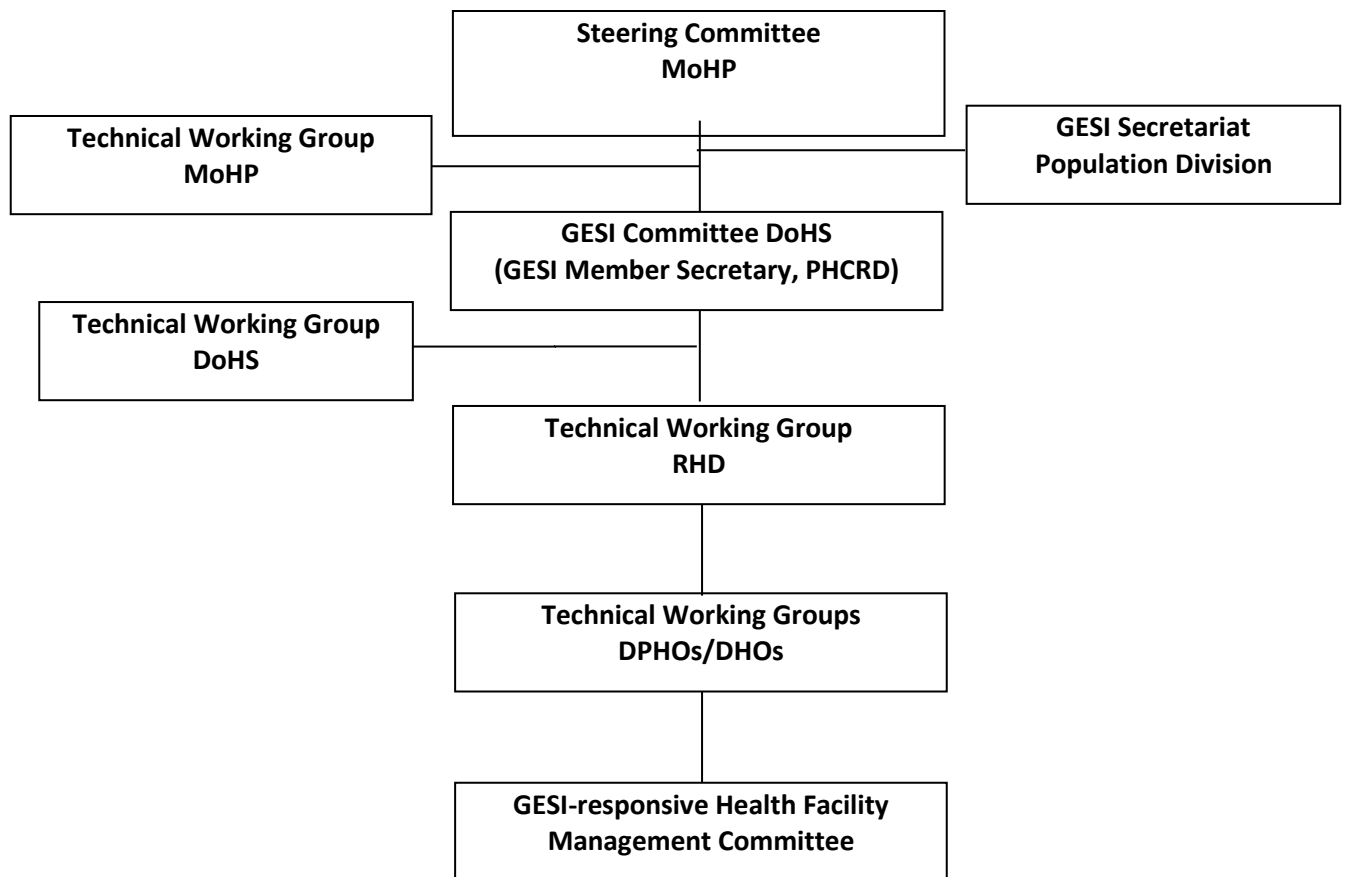 Steering Committee
MoHP
Technical Working Group
MoHP
GESI Secretariat
Population Division
GESI Committee DoHS
(GESI Member Secretary, PHCRD)
Technical Working Group
DoHS
Technical Working Group
RHD
Technical Working Groups
DPHOs/DHOs
GESI-responsive Health Facility
Management Committee